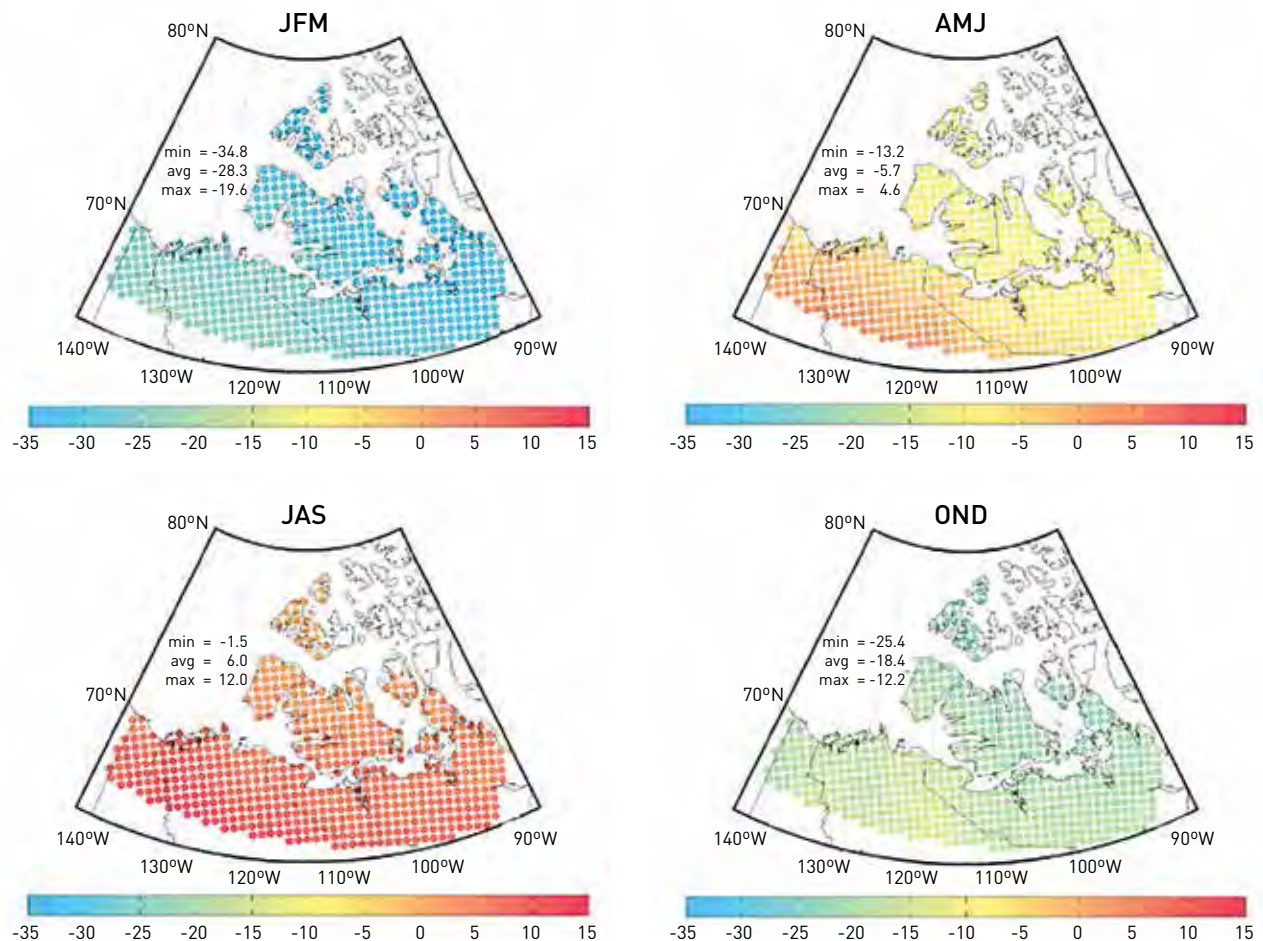 JFM
80°N
min = -34.8
avg = -28.3
max = -19.6
70°N
140°W
130°W
120°W
110°W
100°W
90°W
-35 -30 -25 -20 -15 -10 -5 0 5 10 15
AMJ
80°N
min = -13.2
avg = -5.7
max = 4.6
70°N
140°W
130°W
120°W
110°W
100°W
90°W
-35 -30 -25 -20 -15 -10 -5 0 5 10 15
JAS
80°N
min = -1.5
avg = 6.0
max = 12.0
70°N
140°W
130°W
120°W
110°W
100°W
90°W
-35 -30 -25 -20 -15 -10 -5 0 5 10 15
OND
80°N
min = -25.4
avg = -18.4
max = -12.2
70°N
140°W
130°W
120°W
110°W
100°W
90°W
-35 -30 -25 -20 -15 -10 -5 0 5 10 15